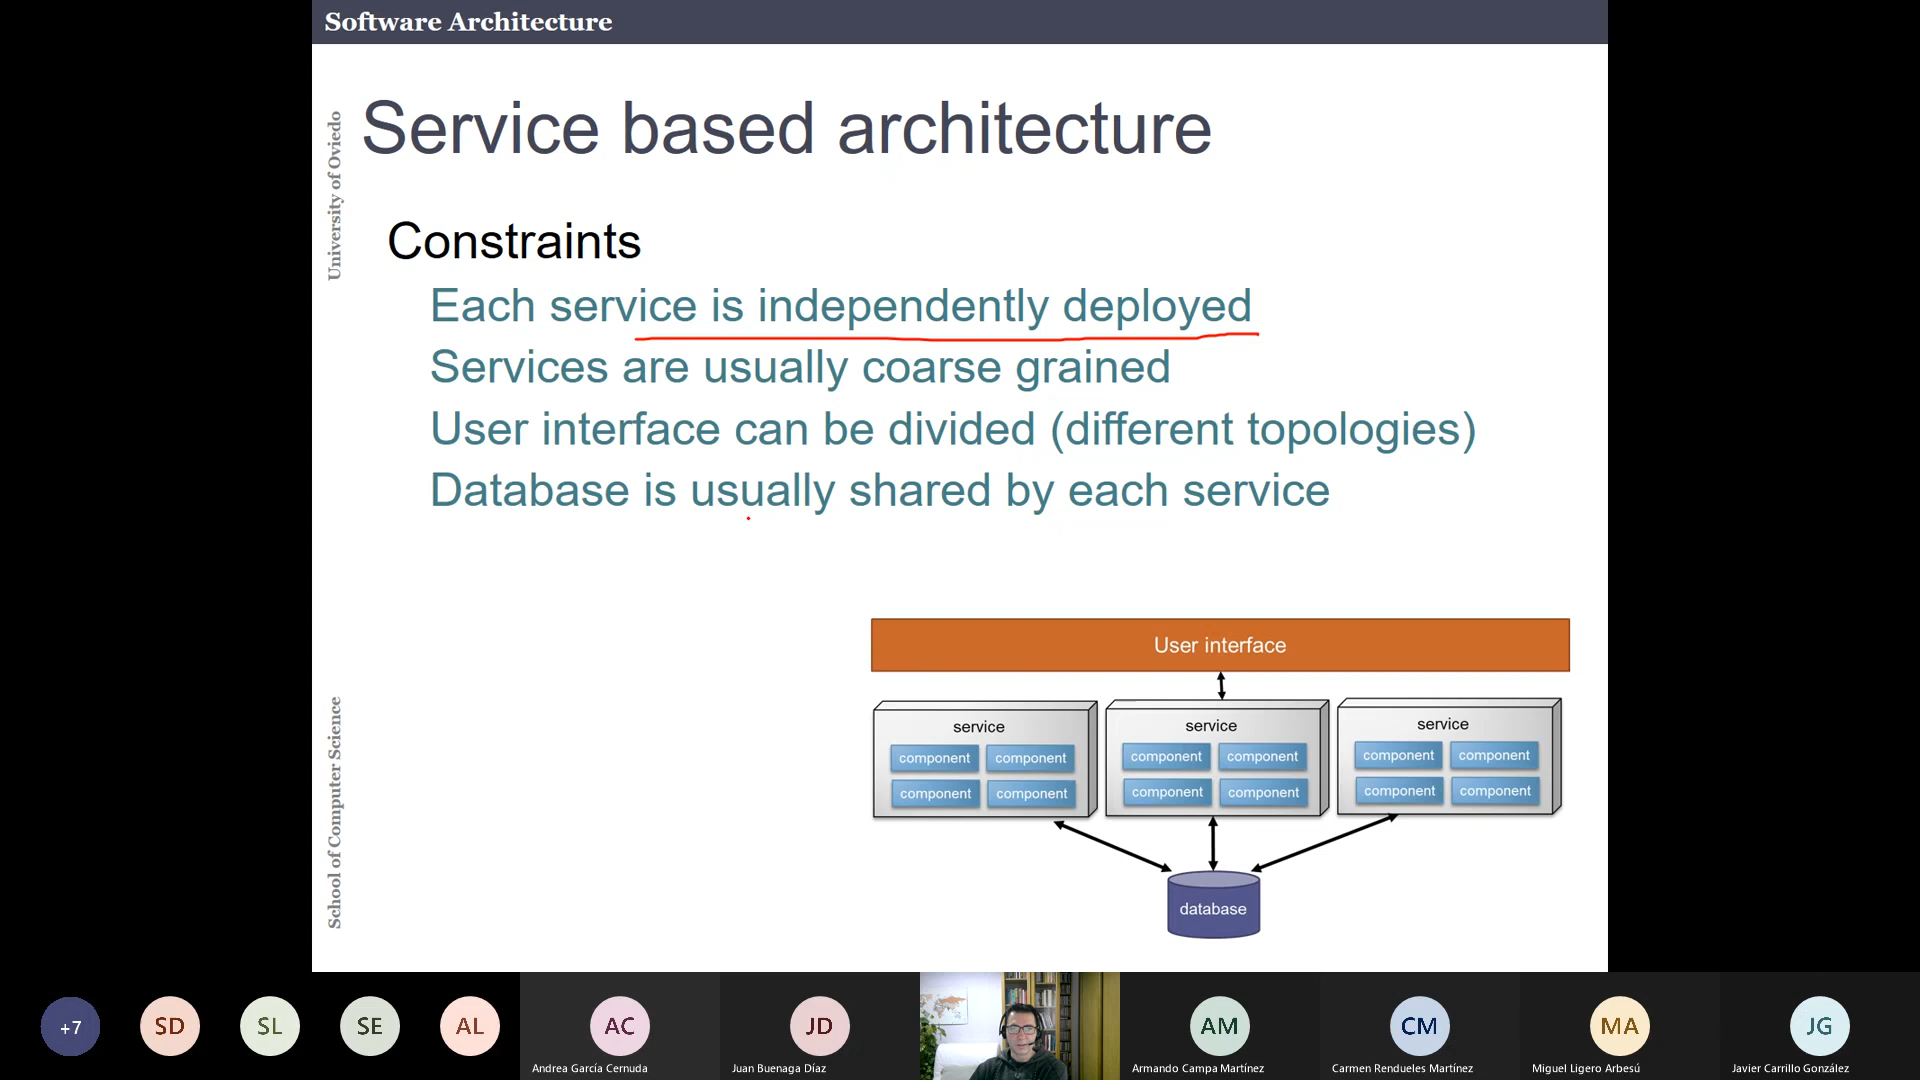 Software Architecture
University of Oviedo
Service based architecture
Constraints
Each service is independently deployed
Services are usually coarse grained
User interface can be divided (different topologies)
Database is usually shared by each service
School of Computer Science
User interface
service
component component
component component
service
component component
component component
service
component component
component component
database
+7
SD
SL
SE
AL
AC
Andrea García Cernuda
JD
Juan Buenaga Díaz
AM
Armando Campa Martínez
CM
Carmen Rendueles Martínez
MA
Miguel Ligero Arbesú
JG
Javier Carrillo González